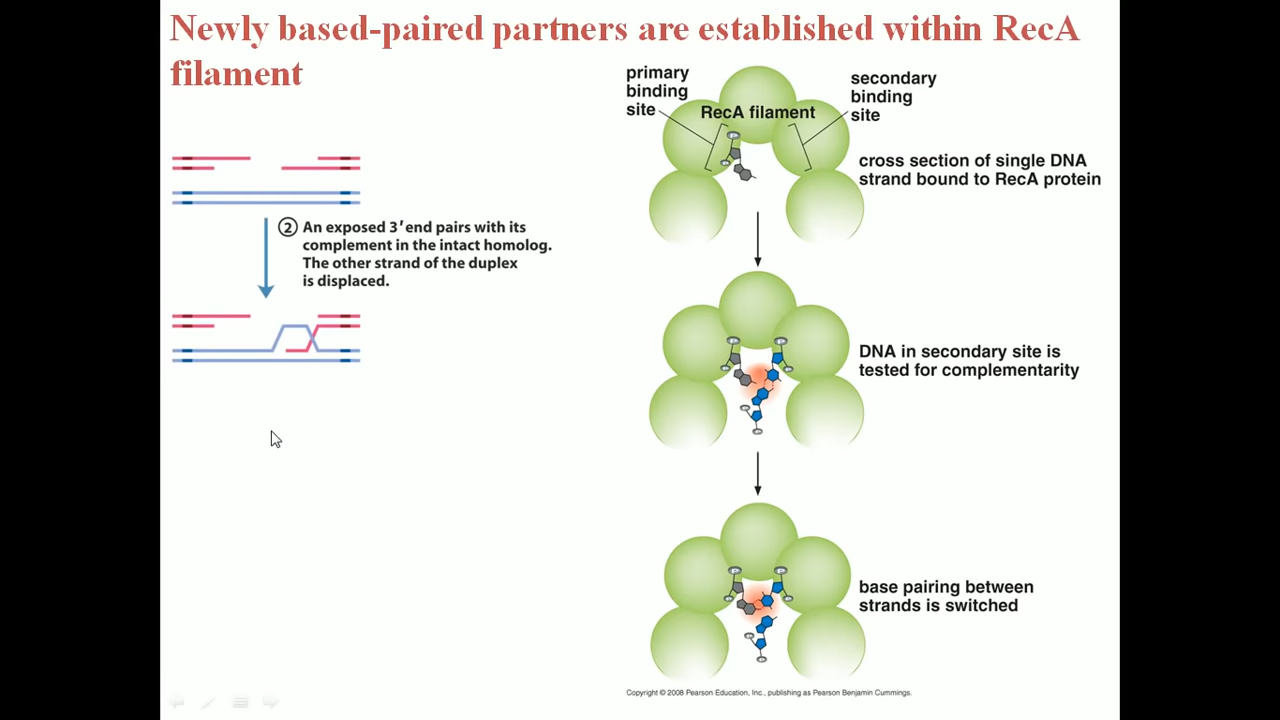 Newly based-paired partners are established within RecA
filament
② An exposed 3′ end pairs with its
complement in the intact homolog.
The other strand of the duplex
is displaced.
primary
binding
site
RecA filament
secondary
binding
site
cross section of single DNA
strand bound to RecA protein
DNA in secondary site is
tested for complementarity
base pairing between
strands is switched
Copyright © 2008 Pearson Education, Inc., publishing as Pearson Benjamin Cummings.